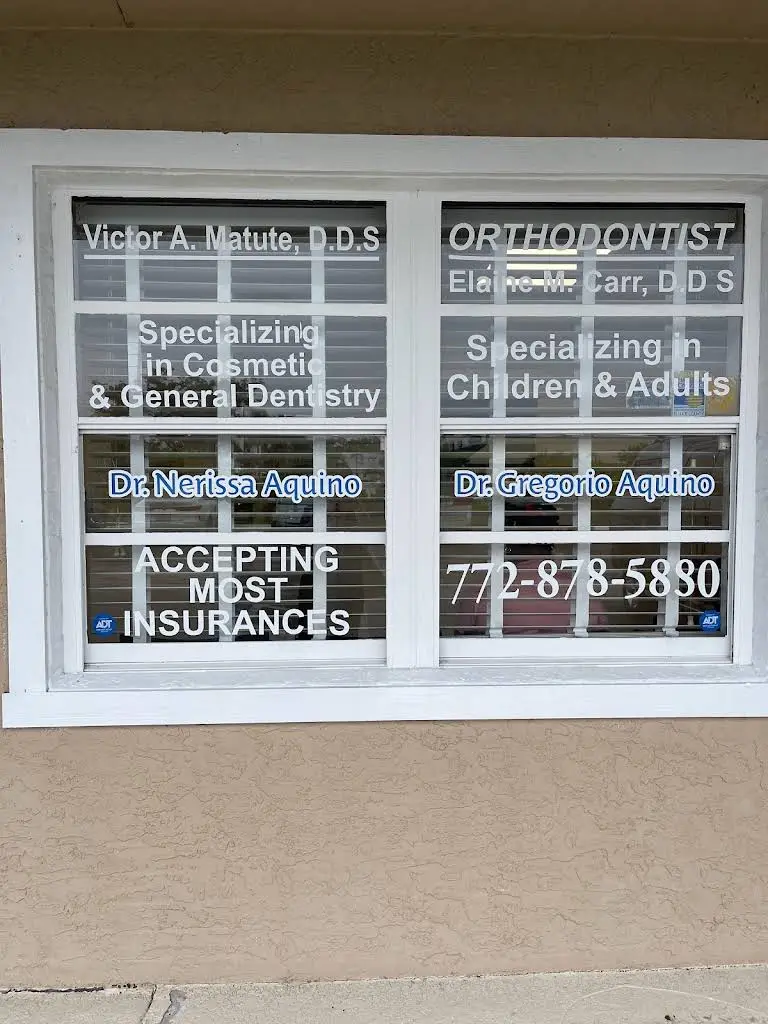 Victor A. Matute, D.D.S
Specializing
in Cosmetic
& General Dentistry
Dr. Nerissa Aquino
ACCEPTING
MOST
INSURANCES
ADT
ORTHODONTIST
Elaine M. Carr, D.D S
Specializing in
Children & Adults
Dr. Gregorio Aquino
772-878-5880
ADT